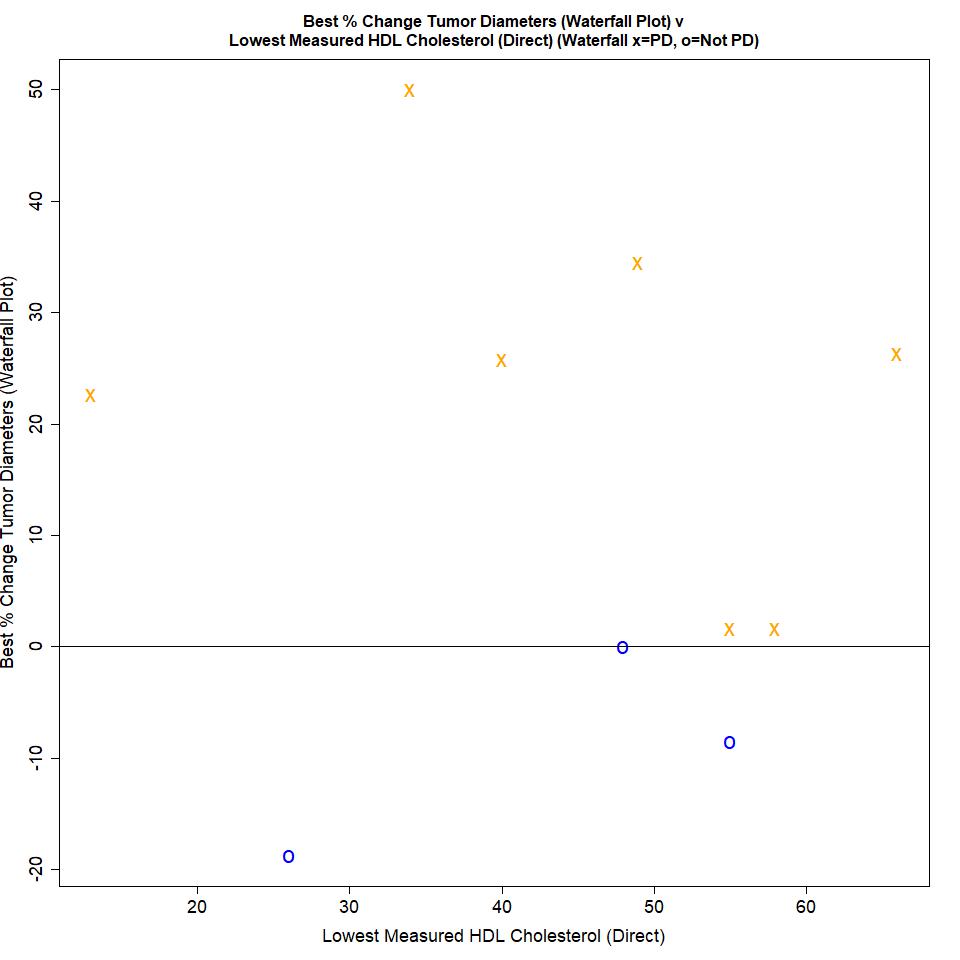 Best % Change Tumor Diameters (Waterfall Plot) v
Lowest Measured HDL Cholesterol (Direct) (Waterfall x=PD, o=Not PD)
Best % Change Tumor Diameters (Waterfall Plot)
50
40
30
20
10
0
-10
-20
X
X
X
X
X
X
X
O
O
O
20
30
40
50
60
Lowest Measured HDL Cholesterol (Direct)